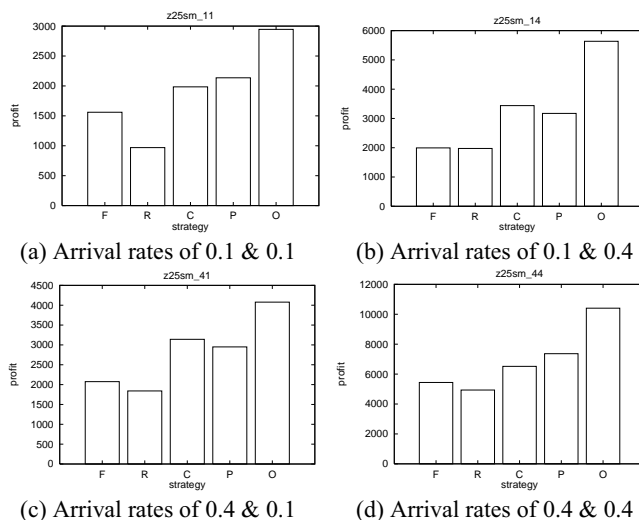 z25sm_11
3000
2500
2000
1500
1000
500
0
profit
F R C P O
strategy
(a) Arrival rates of 0.1 & 0.1
z25sm_14
6000
5000
4000
3000
2000
1000
0
profit
F R C P O
strategy
(b) Arrival rates of 0.1 & 0.4
z25sm_41
4500
4000
3500
3000
2500
2000
1500
1000
500
0
profit
F R C P O
strategy
(c) Arrival rates of 0.4 & 0.1
z25sm_44
12000
10000
8000
6000
4000
2000
0
profit
F R C P O
strategy
(d) Arrival rates of 0.4 & 0.4